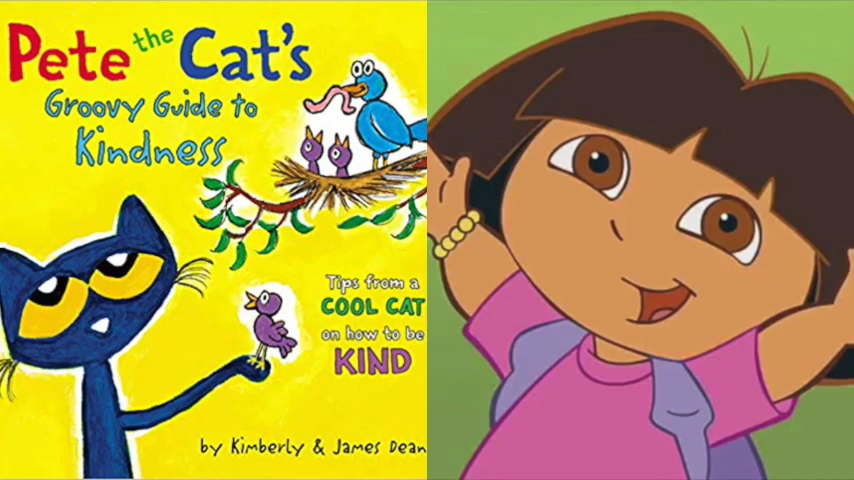 Pete the Cat's
Groovy Guide to
Kindness
Tips from a
COOL CAT
on how to be
KIND
by Kimberly & James Dean